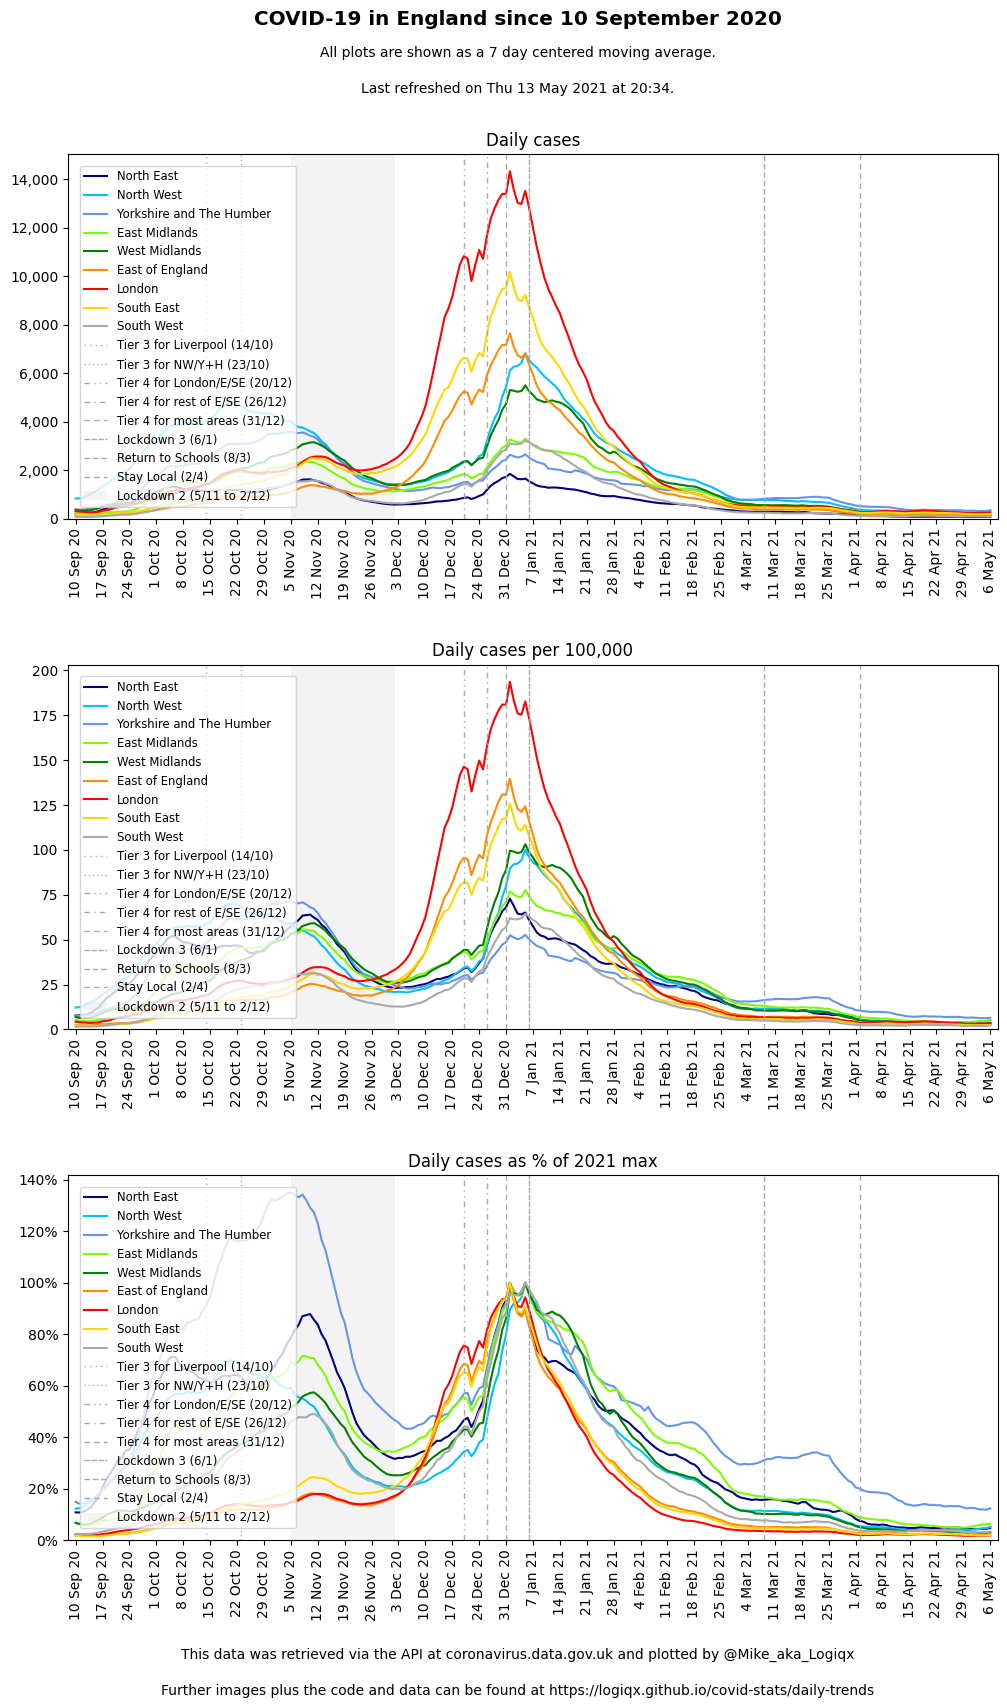 COVID-19 in England since 10 September 2020
All plots are shown as a 7 day centered moving average.
Last refreshed on Thu 13 May 2021 at 20:34.
Daily cases
14,000
12,000
10,000
8,000
6,000
4,000
2,000
0
North East
North West
Yorkshire and The Humber
East Midlands
West Midlands
East of England
London
South East
South West
Tier 3 for Liverpool (14/10)
Tier 3 for NW/Y+H (23/10)
Tier 4 for London/E/SE (20/12)
Tier 4 for rest of E/SE (26/12)
Tier 4 for most areas (31/12)
Lockdown 3 (6/1)
Return to Schools (8/3)
Stay Local (2/4)
Lockdown 2 (5/11 to 2/12)
10 Sep 20 17 Sep 20 24 Sep 20 1 Oct 20 8 Oct 20 15 Oct 20 22 Oct 20 29 Oct 20 5 Nov 20 12 Nov 20 19 Nov 20 26 Nov 20 3 Dec 20 10 Dec 20 17 Dec 20 24 Dec 20 31 Dec 20 7 Jan 21 14 Jan 21 21 Jan 21 28 Jan 21 4 Feb 21 11 Feb 21 18 Feb 21 25 Feb 21 4 Mar 21 11 Mar 21 18 Mar 21 25 Mar 21 1 Apr 21 8 Apr 21 15 Apr 21 22 Apr 21 29 Apr 21 6 May 21
Daily cases per 100,000
200
175
150
125
100
75
50
25
0
North East
North West
Yorkshire and The Humber
East Midlands
West Midlands
East of England
London
South East
South West
Tier 3 for Liverpool (14/10)
Tier 3 for NW/Y+H (23/10)
Tier 4 for London/E/SE (20/12)
Tier 4 for rest of E/SE (26/12)
Tier 4 for most areas (31/12)
Lockdown 3 (6/1)
Return to Schools (8/3)
Stay Local (2/4)
Lockdown 2 (5/11 to 2/12)
10 Sep 20 17 Sep 20 24 Sep 20 1 Oct 20 8 Oct 20 15 Oct 20 22 Oct 20 29 Oct 20 5 Nov 20 12 Nov 20 19 Nov 20 26 Nov 20 3 Dec 20 10 Dec 20 17 Dec 20 24 Dec 20 31 Dec 20 7 Jan 21 14 Jan 21 21 Jan 21 28 Jan 21 4 Feb 21 11 Feb 21 18 Feb 21 25 Feb 21 4 Mar 21 11 Mar 21 18 Mar 21 25 Mar 21 1 Apr 21 8 Apr 21 15 Apr 21 22 Apr 21 29 Apr 21 6 May 21
Daily cases as % of 2021 max
140%
120%
100%
80%
60%
40%
20%
0%
North East
North West
Yorkshire and The Humber
East Midlands
West Midlands
East of England
London
South East
South West
Tier 3 for Liverpool (14/10)
Tier 3 for NW/Y+H (23/10)
Tier 4 for London/E/SE (20/12)
Tier 4 for rest of E/SE (26/12)
Tier 4 for most areas (31/12)
Lockdown 3 (6/1)
Return to Schools (8/3)
Stay Local (2/4)
Lockdown 2 (5/11 to 2/12)
10 Sep 20 17 Sep 20 24 Sep 20 1 Oct 20 8 Oct 20 15 Oct 20 22 Oct 20 29 Oct 20 5 Nov 20 12 Nov 20 19 Nov 20 26 Nov 20 3 Dec 20 10 Dec 20 17 Dec 20 24 Dec 20 31 Dec 20 7 Jan 21 14 Jan 21 21 Jan 21 28 Jan 21 4 Feb 21 11 Feb 21 18 Feb 21 25 Feb 21 4 Mar 21 11 Mar 21 18 Mar 21 25 Mar 21 1 Apr 21 8 Apr 21 15 Apr 21 22 Apr 21 29 Apr 21 6 May 21
This data was retrieved via the API at coronavirus.data.gov.uk and plotted by @Mike_aka_Logiqx
Further images plus the code and data can be found at https://logiqx.github.io/covid-stats/daily-trends